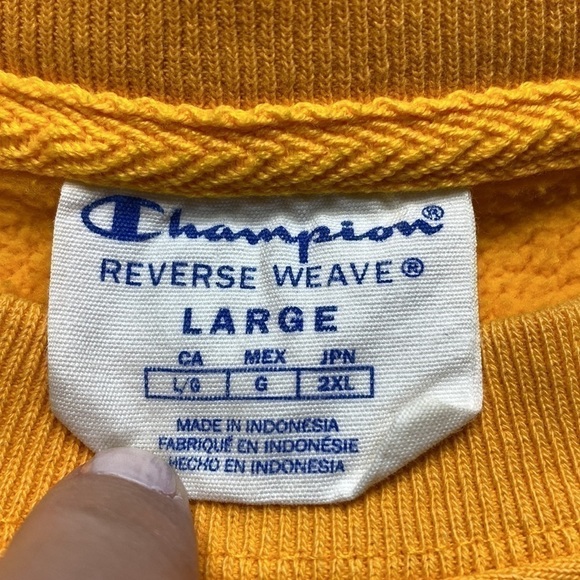 Champion®
REVERSE WEAVE®
LARGE
CA MEX JPN
L/G G 2XL
MADE IN INDONESIA
FABRIQUÉ EN INDONÉSIE
HECHO EN INDONESIA